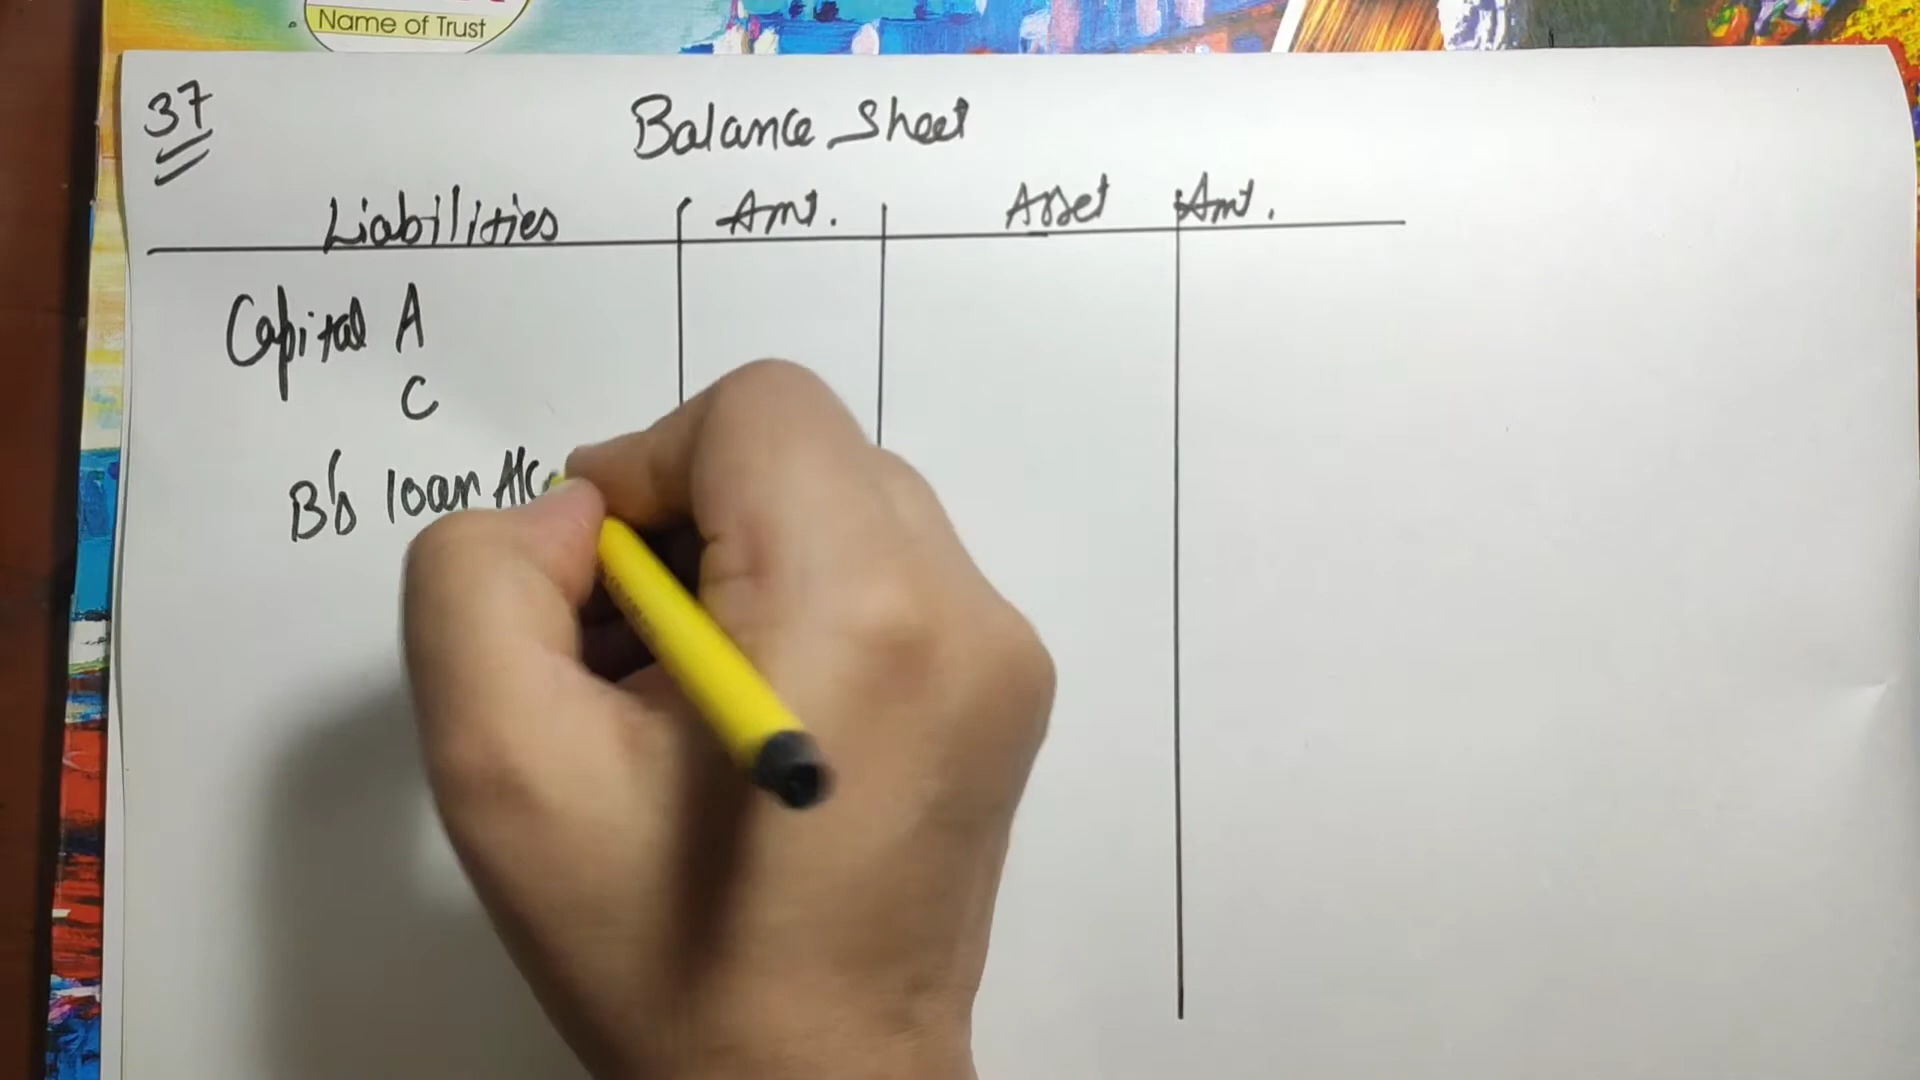 Name of Trust
37
Balance Sheet
Liabilities Amt. Asset Amt.
Capital A
C
B's loan A/c